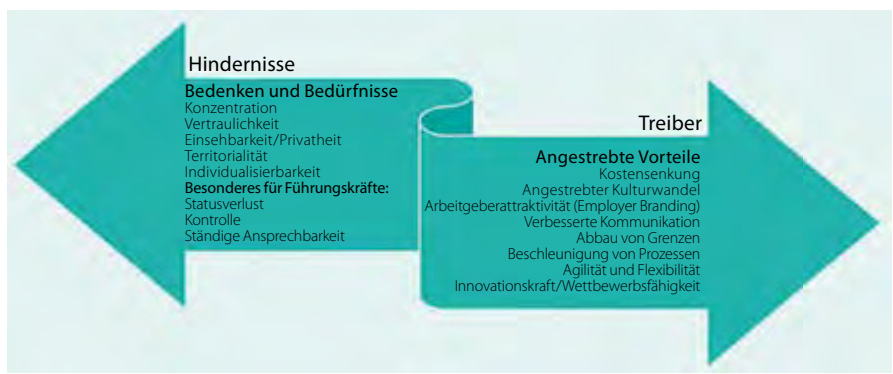 Hindernisse
Bedenken und Bedürfnisse
Konzentration
Vertraulichkeit
Einsehbarkeit/Privatheit
Territorialität
Individualisierbarkeit
Besonderes für Führungskräfte:
Statusverlust
Kontrolle
Ständige Ansprechbarkeit
Treiber
Angestrebte Vorteile
Kostensenkung
Angestrebter Kulturwandel
Arbeitgeberattraktivität (Employer Branding)
Verbesserte Kommunikation
Abbau von Grenzen
Beschleunigung von Prozessen
Agilität und Flexibilität
Innovationskraft/Wettbewerbsfähigkeit